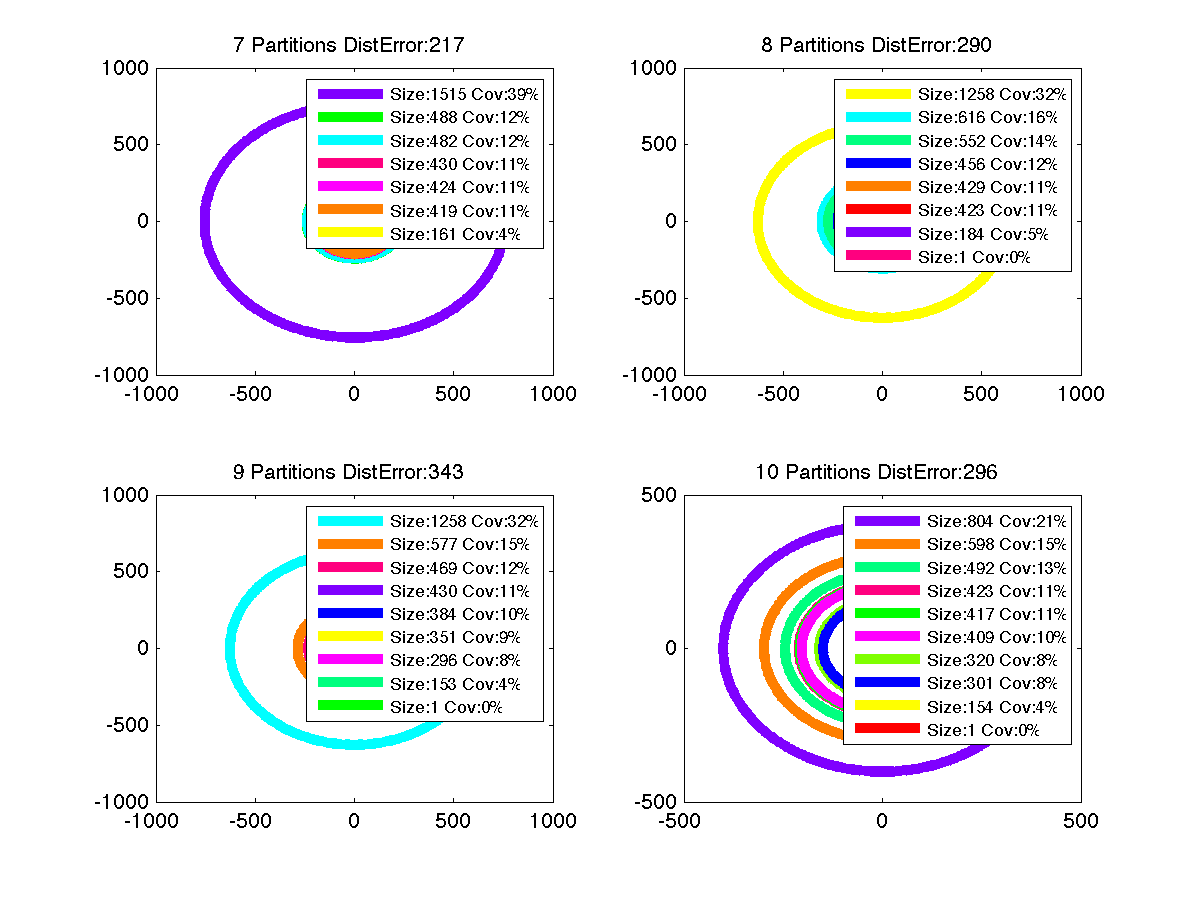 7 Partitions DistError:217
1000
500
0
-500
-1000
-1000 -500 0 500 1000
Size:1515 Cov:39%
Size:488 Cov:12%
Size:482 Cov:12%
Size:430 Cov:11%
Size:424 Cov:11%
Size:419 Cov:11%
Size:161 Cov:4%
8 Partitions DistError:290
1000
500
0
-500
-1000
-1000 -500 0 500 1000
Size:1258 Cov:32%
Size:616 Cov:16%
Size:552 Cov:14%
Size:456 Cov:12%
Size:429 Cov:11%
Size:423 Cov:11%
Size:184 Cov:5%
Size:1 Cov:0%
9 Partitions DistError:343
1000
500
0
-500
-1000
-1000 -500 0 500 1000
Size:1258 Cov:32%
Size:577 Cov:15%
Size:469 Cov:12%
Size:430 Cov:11%
Size:384 Cov:10%
Size:351 Cov:9%
Size:296 Cov:8%
Size:153 Cov:4%
Size:1 Cov:0%
10 Partitions DistError:296
500
0
-500
-500 0 500
Size:804 Cov:21%
Size:598 Cov:15%
Size:492 Cov:13%
Size:423 Cov:11%
Size:417 Cov:11%
Size:409 Cov:10%
Size:320 Cov:8%
Size:301 Cov:8%
Size:154 Cov:4%
Size:1 Cov:0%